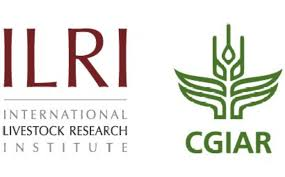 ILRI
INTERNATIONAL
LIVESTOCK RESEARCH
INSTITUTE
CGIAR